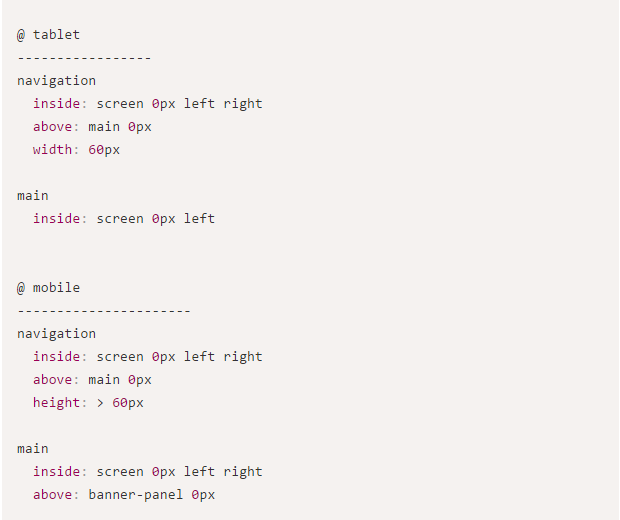 @ tablet
-----------------
navigation
  inside: screen 0px left right
  above: main 0px
  width: 60px

main
  inside: screen 0px left

@ mobile
----------------------
navigation
  inside: screen 0px left right
  above: main 0px
  height: > 60px

main
  inside: screen 0px left right
  above: banner-panel 0px